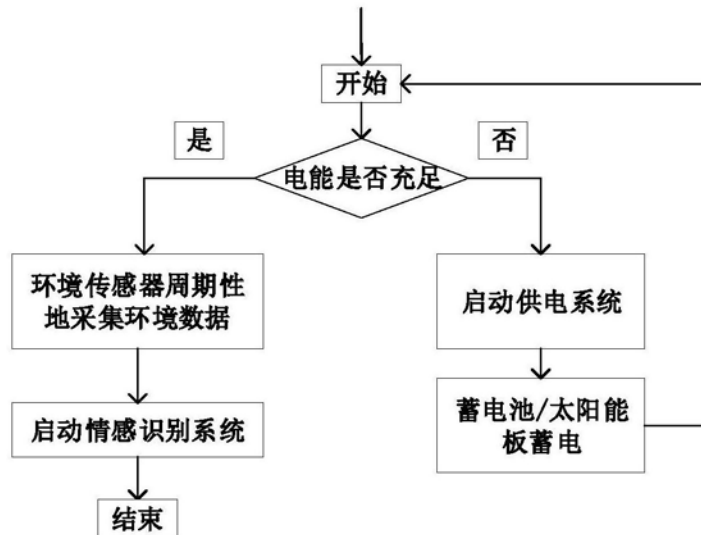 开始
是
否
电能是否充足
环境传感器周期性
地采集环境数据
启动供电系统
蓄电池/太阳能
板蓄电
启动情感识别系统
结束